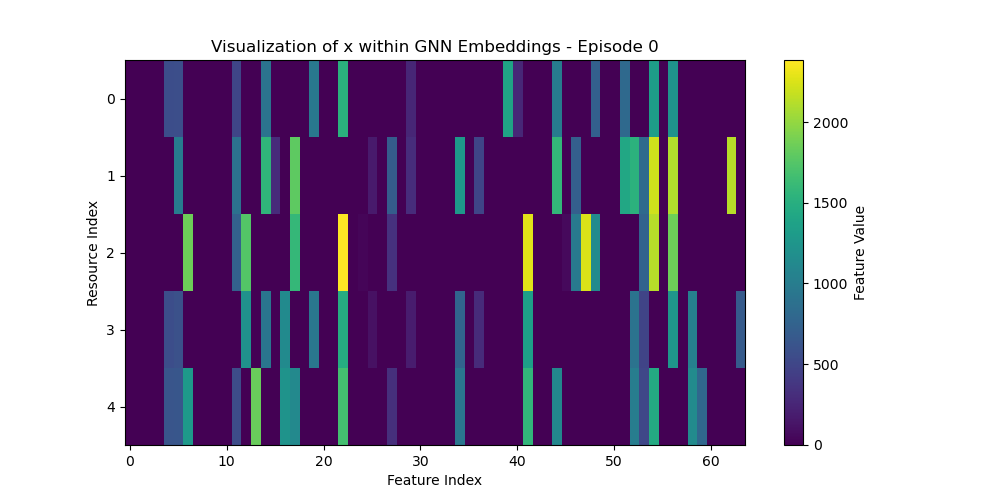 Visualization of x within GNN Embeddings - Episode 0
0
1
2
3
4
Resource Index
0 10 20 30 40 50 60
Feature Index
2000
1500
1000
500
0
Feature Value